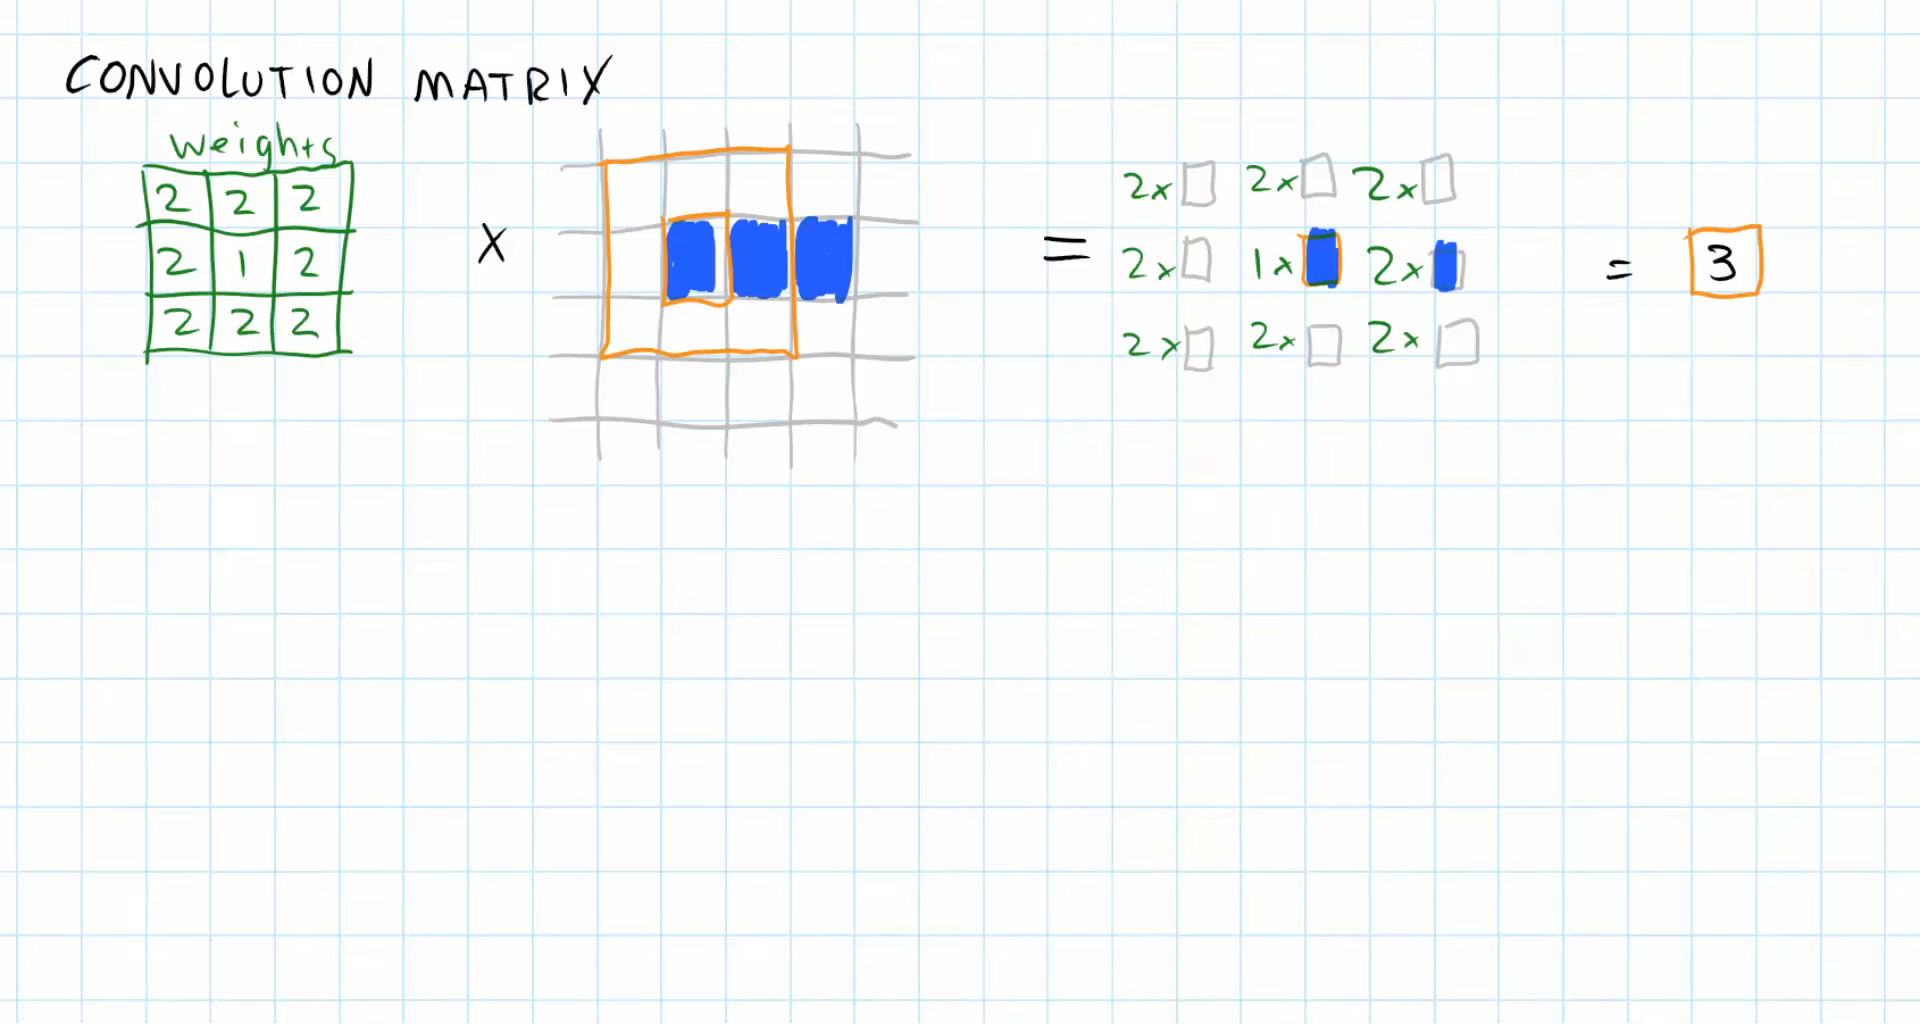 CONVOLUTION MATRIX
weights
2 2 2
2 1 2
2 2 2
X
=
2x 2x 2x
2x 1x 2x
2x 2x 2x
= 3